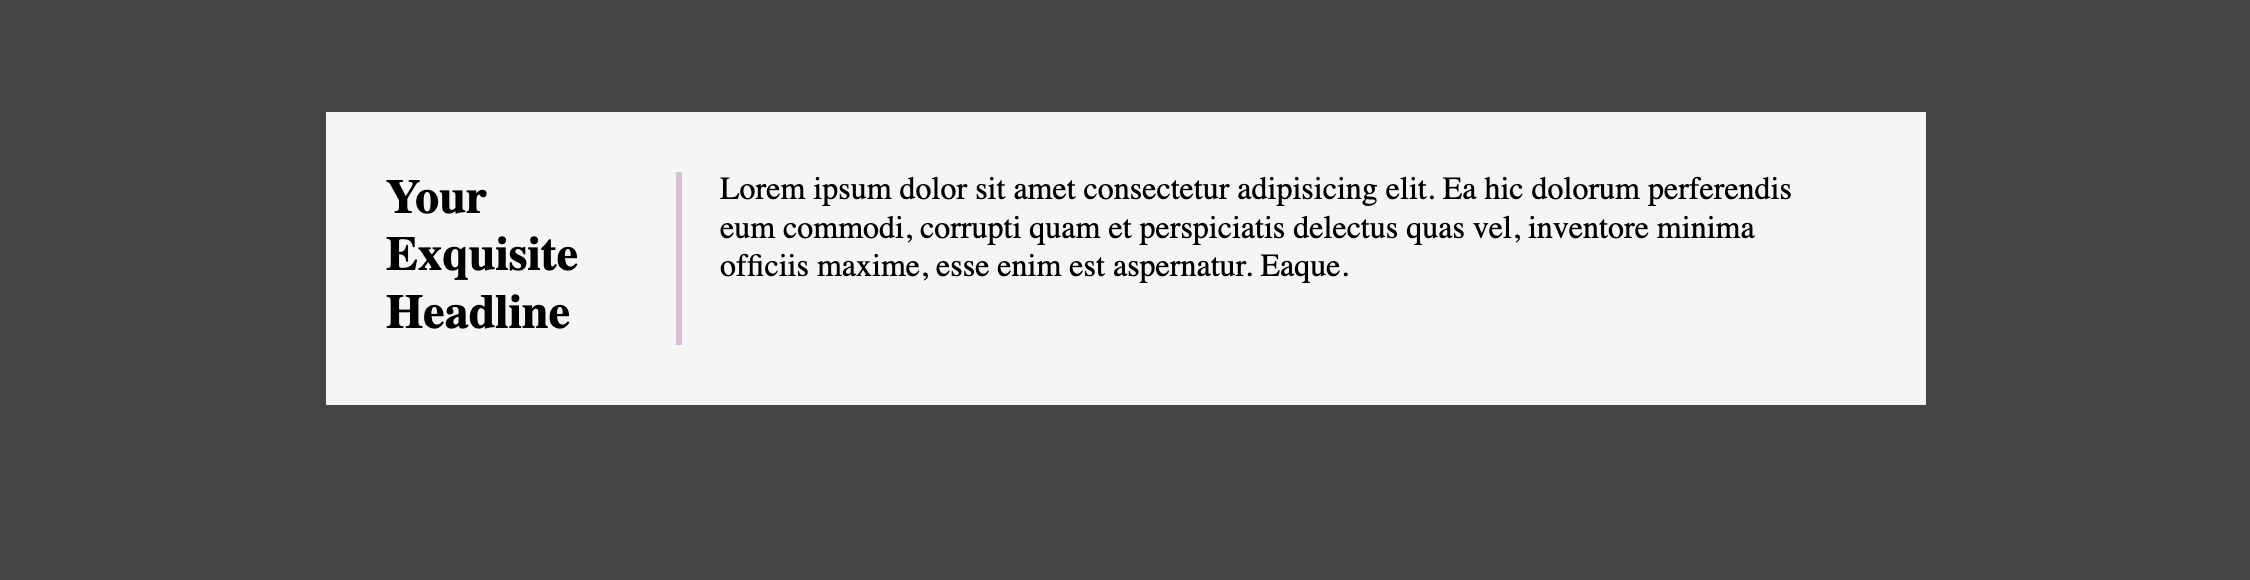 Your
Exquisite
Headline
Lorem ipsum dolor sit amet consectetur adipisicing elit. Ea hic dolorum perferendis
eum commodi, corrupti quam et perspiciatis delectus quas vel, inventore minima
officiis maxime, esse enim est aspernatur. Eaque.